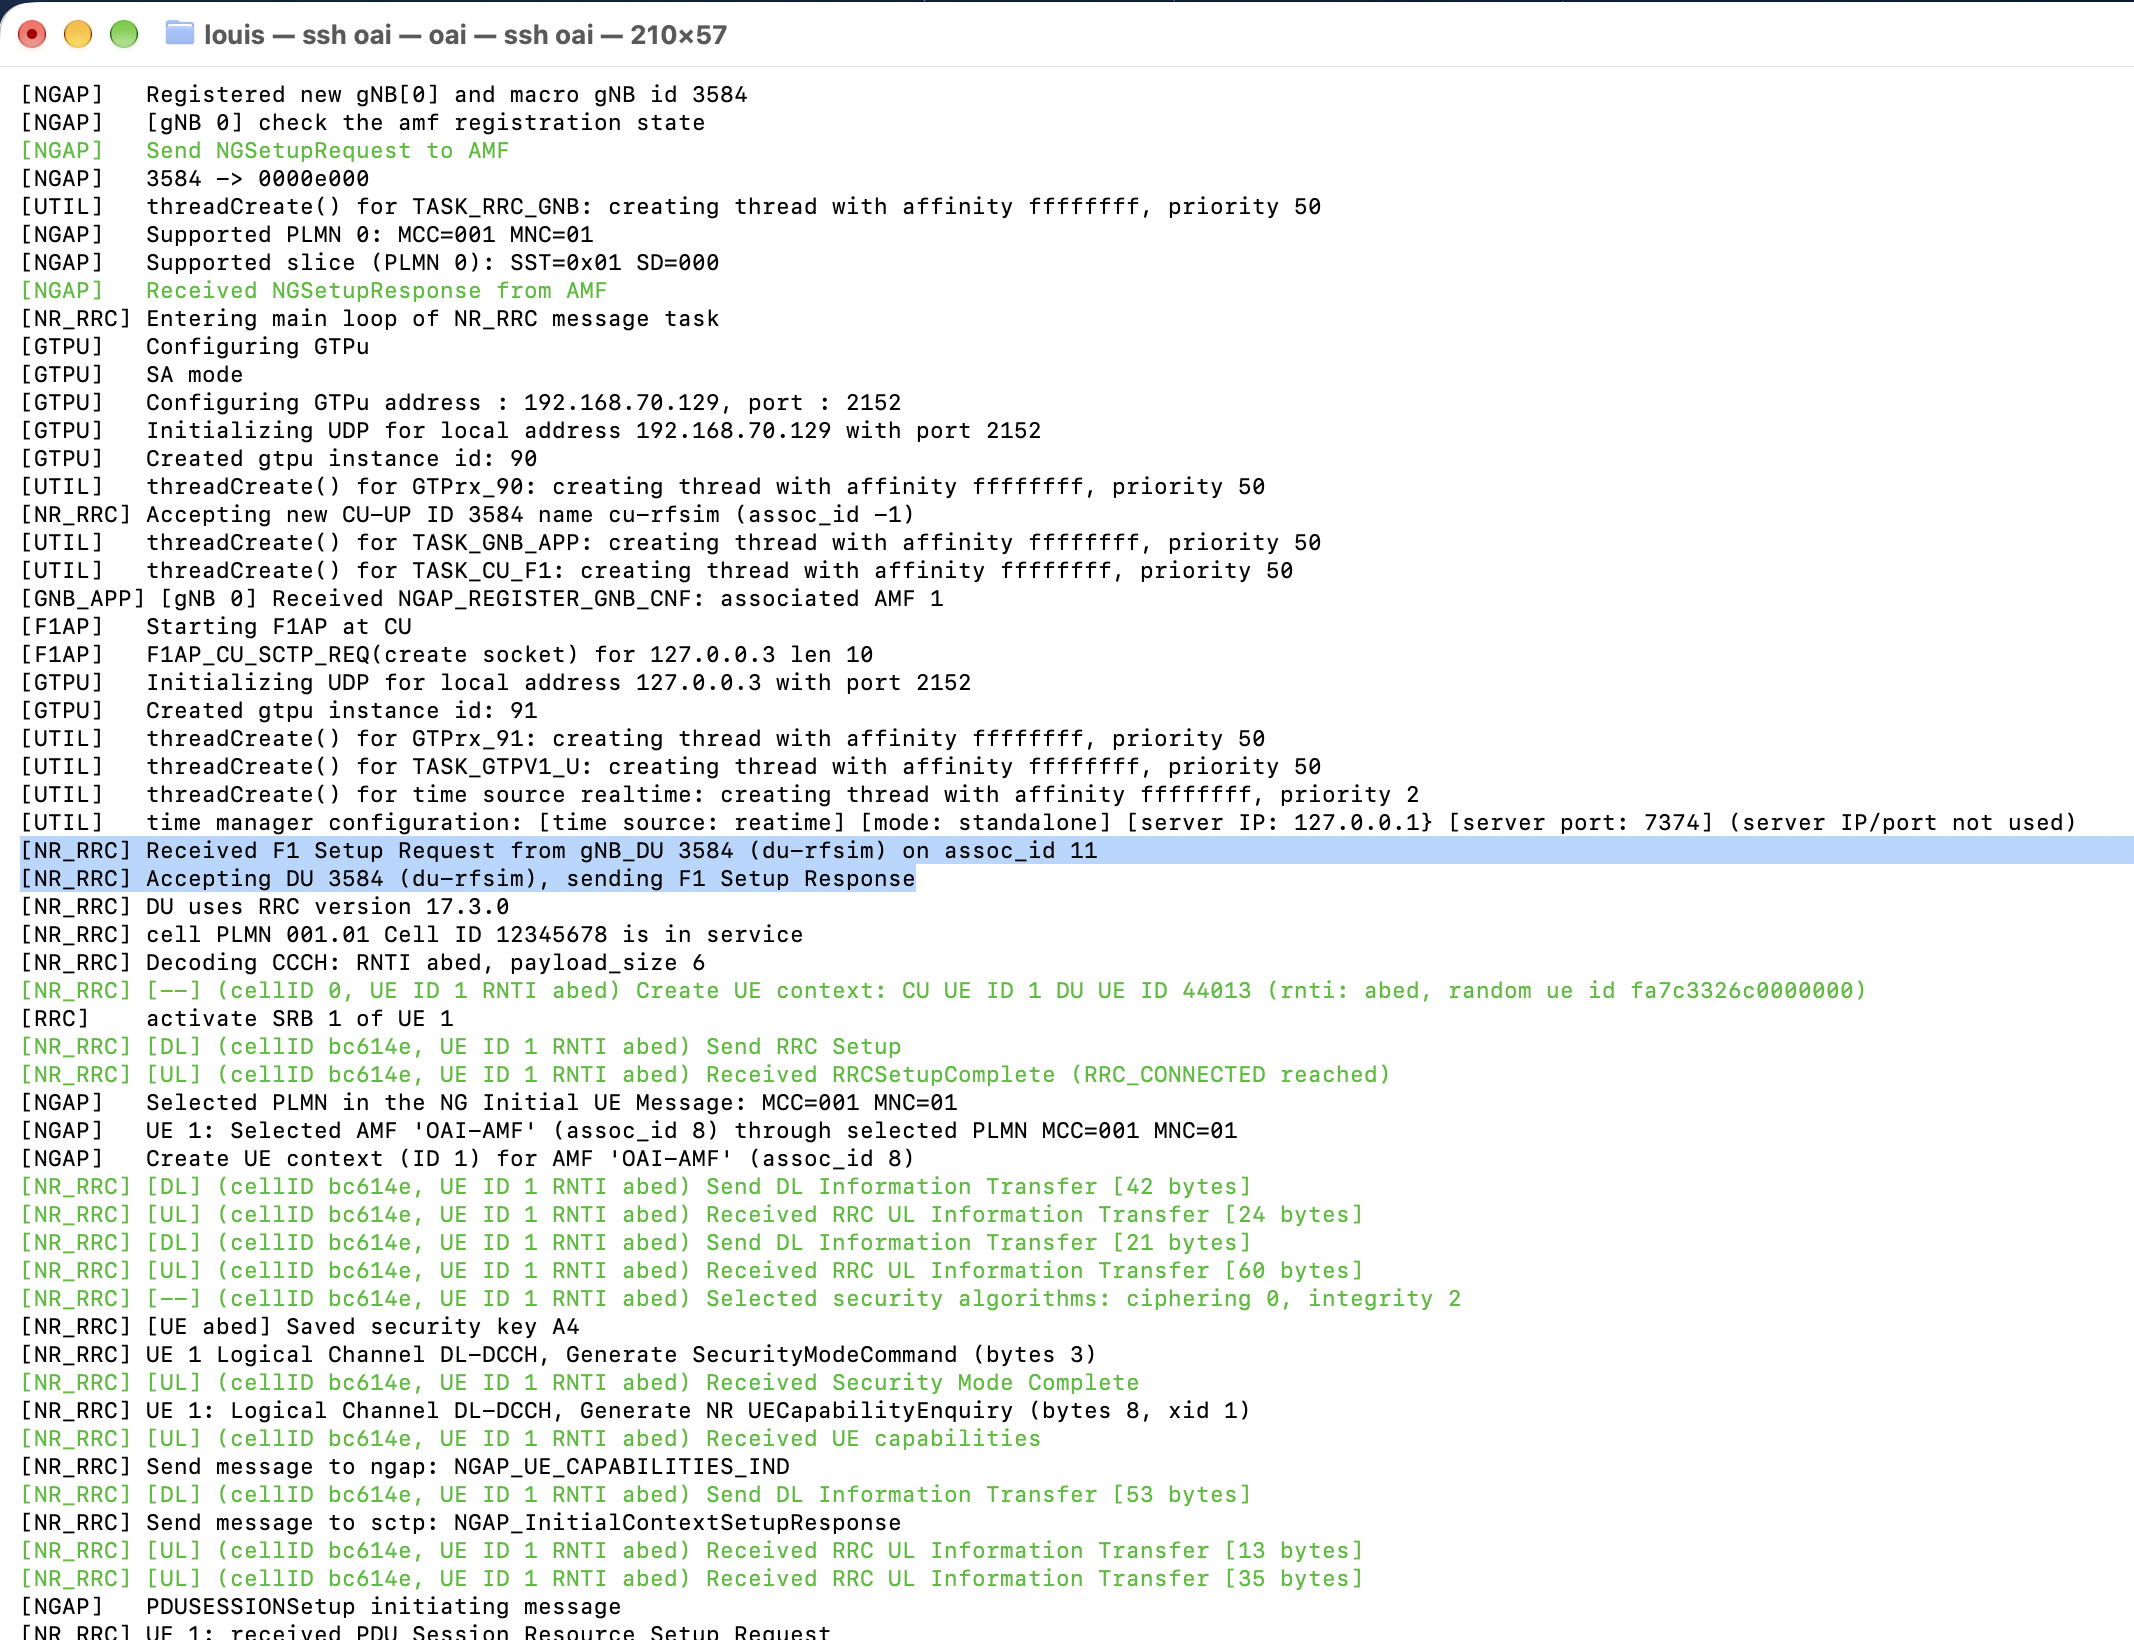 louis — ssh oai — oai — ssh oai — 210×57
[NGAP]   Registered new gNB[0] and macro gNB id 3584
[NGAP]   [gNB 0] check the amf registration state
[NGAP]   Send NGSetupRequest to AMF
[NGAP]   3584 -> 0000e000
[UTIL]   threadCreate() for TASK_RRC_GNB: creating thread with affinity ffffffff, priority 50
[NGAP]   Supported PLMN 0: MCC=001 MNC=01
[NGAP]   Supported slice (PLMN 0): SST=0x01 SD=000
[NGAP]   Received NGSetupResponse from AMF
[NR_RRC] Entering main loop of NR_RRC message task
[GTPU]   Configuring GTPu
[GTPU]   SA mode
[GTPU]   Configuring GTPu address : 192.168.70.129, port : 2152
[GTPU]   Initializing UDP for local address 192.168.70.129 with port 2152
[GTPU]   Created gtpu instance id: 90
[UTIL]   threadCreate() for GTPrx_90: creating thread with affinity ffffffff, priority 50
[NR_RRC] Accepting new CU-UP ID 3584 name cu-rfsim (assoc_id -1)
[UTIL]   threadCreate() for TASK_GNB_APP: creating thread with affinity ffffffff, priority 50
[UTIL]   threadCreate() for TASK_CU_F1: creating thread with affinity ffffffff, priority 50
[GNB_APP] [gNB 0] Received NGAP_REGISTER_GNB_CNF: associated AMF 1
[F1AP]   Starting F1AP at CU
[F1AP]   F1AP_CU_SCTP_REQ(create socket) for 127.0.0.3 len 10
[GTPU]   Initializing UDP for local address 127.0.0.3 with port 2152
[GTPU]   Created gtpu instance id: 91
[UTIL]   threadCreate() for GTPrx_91: creating thread with affinity ffffffff, priority 50
[UTIL]   threadCreate() for TASK_GTPV1_U: creating thread with affinity ffffffff, priority 50
[UTIL]   threadCreate() for time source realtime: creating thread with affinity ffffffff, priority 2
[UTIL]   time manager configuration: [time source: reatime] [mode: standalone] [server IP: 127.0.0.1} [server port: 7374] (server IP/port not used)
[NR_RRC] Received F1 Setup Request from gNB_DU 3584 (du-rfsim) on assoc_id 11
[NR_RRC] Accepting DU 3584 (du-rfsim), sending F1 Setup Response
[NR_RRC] DU uses RRC version 17.3.0
[NR_RRC] cell PLMN 001.01 Cell ID 12345678 is in service
[NR_RRC] Decoding CCCH: RNTI abed, payload_size 6
[NR_RRC] [--] (cellID 0, UE ID 1 RNTI abed) Create UE context: CU UE ID 1 DU UE ID 44013 (rnti: abed, random ue id fa7c3326c0000000)
[RRC]    activate SRB 1 of UE 1
[NR_RRC] [DL] (cellID bc614e, UE ID 1 RNTI abed) Send RRC Setup
[NR_RRC] [UL] (cellID bc614e, UE ID 1 RNTI abed) Received RRCSetupComplete (RRC_CONNECTED reached)
[NGAP]   Selected PLMN in the NG Initial UE Message: MCC=001 MNC=01
[NGAP]   UE 1: Selected AMF 'OAI-AMF' (assoc_id 8) through selected PLMN MCC=001 MNC=01
[NGAP]   Create UE context (ID 1) for AMF 'OAI-AMF' (assoc_id 8)
[NR_RRC] [DL] (cellID bc614e, UE ID 1 RNTI abed) Send DL Information Transfer [42 bytes]
[NR_RRC] [UL] (cellID bc614e, UE ID 1 RNTI abed) Received RRC UL Information Transfer [24 bytes]
[NR_RRC] [DL] (cellID bc614e, UE ID 1 RNTI abed) Send DL Information Transfer [21 bytes]
[NR_RRC] [UL] (cellID bc614e, UE ID 1 RNTI abed) Received RRC UL Information Transfer [60 bytes]
[NR_RRC] [--] (cellID bc614e, UE ID 1 RNTI abed) Selected security algorithms: ciphering 0, integrity 2
[NR_RRC] [UE abed] Saved security key A4
[NR_RRC] UE 1 Logical Channel DL-DCCH, Generate SecurityModeCommand (bytes 3)
[NR_RRC] [UL] (cellID bc614e, UE ID 1 RNTI abed) Received Security Mode Complete
[NR_RRC] UE 1: Logical Channel DL-DCCH, Generate NR UECapabilityEnquiry (bytes 8, xid 1)
[NR_RRC] [UL] (cellID bc614e, UE ID 1 RNTI abed) Received UE capabilities
[NR_RRC] Send message to ngap: NGAP_UE_CAPABILITIES_IND
[NR_RRC] [DL] (cellID bc614e, UE ID 1 RNTI abed) Send DL Information Transfer [53 bytes]
[NR_RRC] Send message to sctp: NGAP_InitialContextSetupResponse
[NR_RRC] [UL] (cellID bc614e, UE ID 1 RNTI abed) Received RRC UL Information Transfer [13 bytes]
[NR_RRC] [UL] (cellID bc614e, UE ID 1 RNTI abed) Received RRC UL Information Transfer [35 bytes]
[NGAP]   PDUSESSIONSetup initiating message
[NR_RRC] UE 1: received PDU Session Resource Setup Request